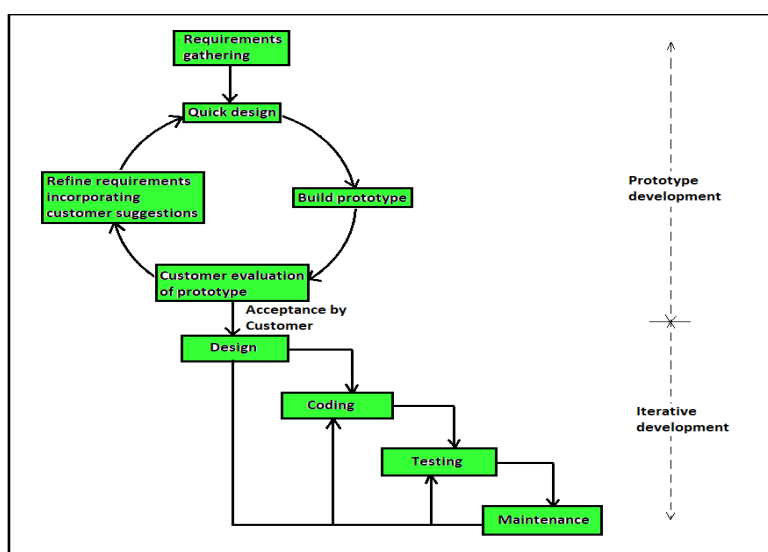 Requirements
gathering
Quick design
Refine requirements
incorporating
customer suggestions
Build prototype
Customer evaluation
of prototype
Acceptance by
Customer
Design
Coding
Testing
Maintenance
Prototype
development
Iterative
development